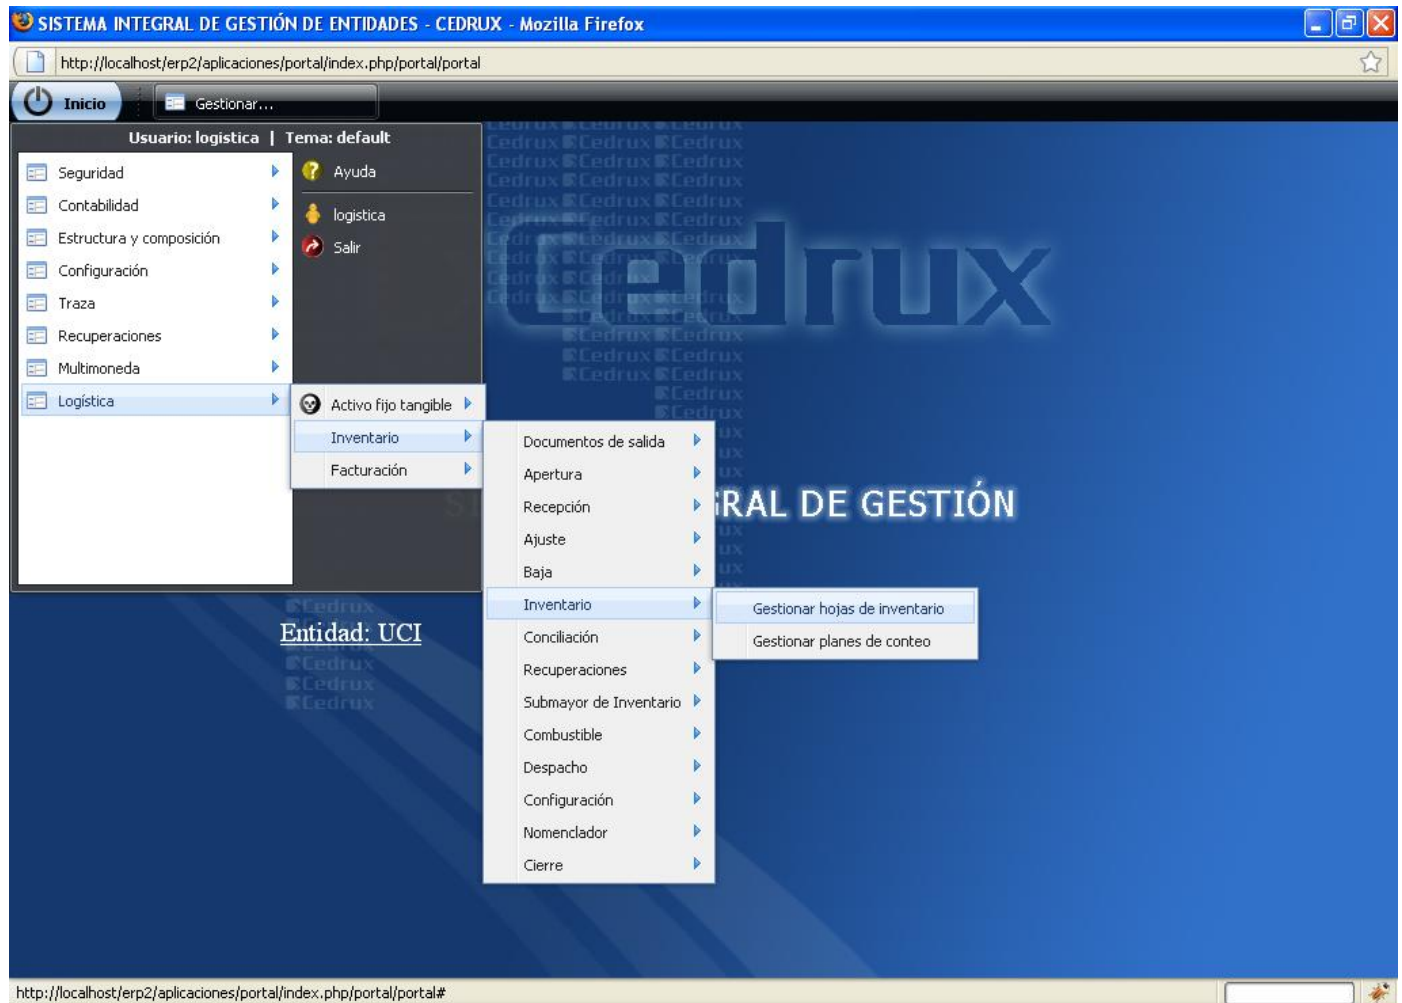 SISTEMA INTEGRAL DE GESTIÓN DE ENTIDADES - CEDRUX - Mozilla Firefox
http://localhost/erp2/aplicaciones/portal/index.php/portal/portal
Inicio
Gestionar...
Usuario: logistica | Tema: default
Seguridad
Contabilidad
Estructura y composición
Configuración
Traza
Recuperaciones
Multimoneda
Logística
Ayuda
logistica
Salir
Activo fijo tangible
Inventario
Facturación
Documentos de salida
Apertura
Recepción
Ajuste
Baja
Inventario
Conciliación
Recuperaciones
Submayor de Inventario
Combustible
Despacho
Configuración
Nomenclador
Cierre
Gestionar hojas de inventario
Gestionar planes de conteo
Cedrux
RAL DE GESTIÓN
Entidad: UCI
http://localhost/erp2/aplicaciones/portal/index.php/portal/portal#